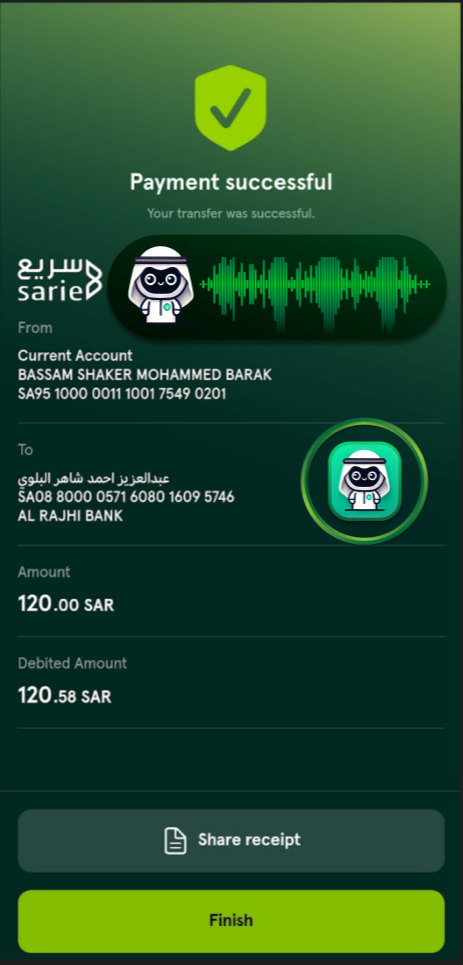 Payment successful
Your transfer was successful.
سريع
sarie
From
Current Account
BASSAM SHAKER MOHAMMED BARAK
SA95 1000 0011 1001 7549 0201
To
عبدالعزيز احمد شاهر البلوي
SA08 8000 0571 6080 1609 5746
AL RAJHI BANK
Amount
120.00 SAR
Debited Amount
120.58 SAR
Share receipt
Finish